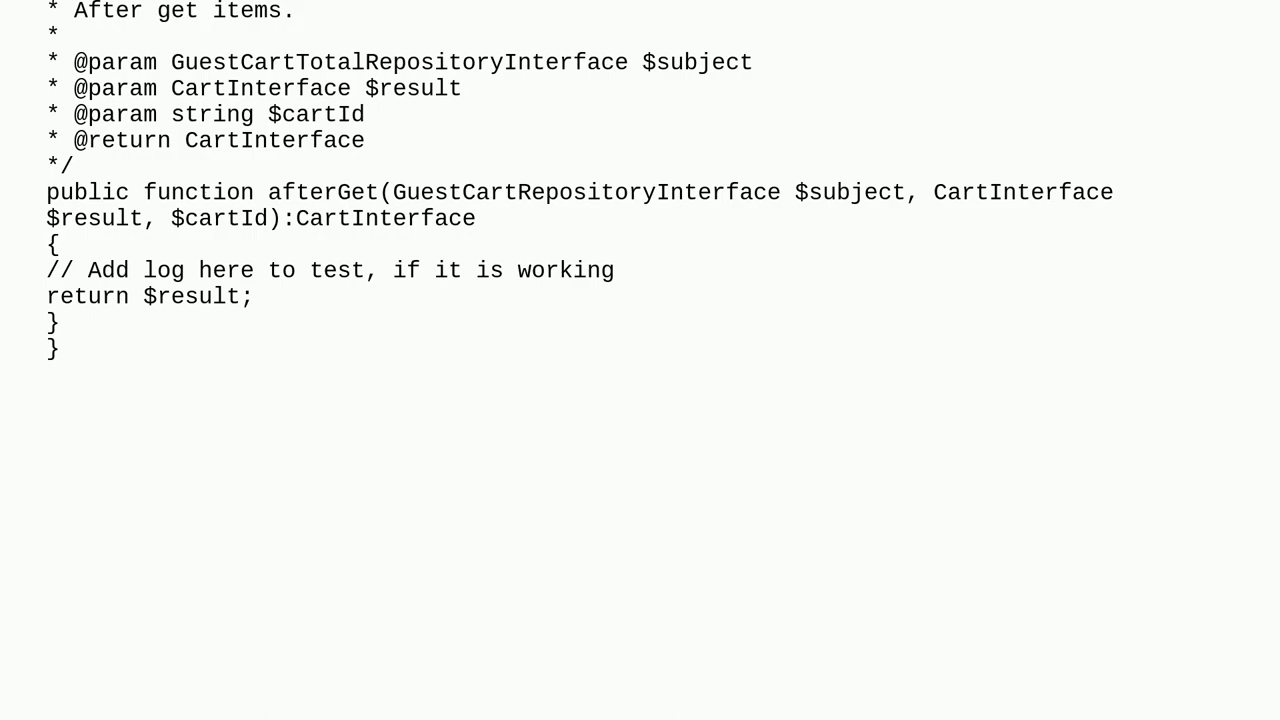 * After get items.
*
* @param GuestCartTotalRepositoryInterface $subject
* @param CartInterface $result
* @param string $cartId
* @return CartInterface
*/
public function afterGet(GuestCartRepositoryInterface $subject, CartInterface
$result, $cartId):CartInterface
{
// Add log here to test, if it is working
return $result;
}
}